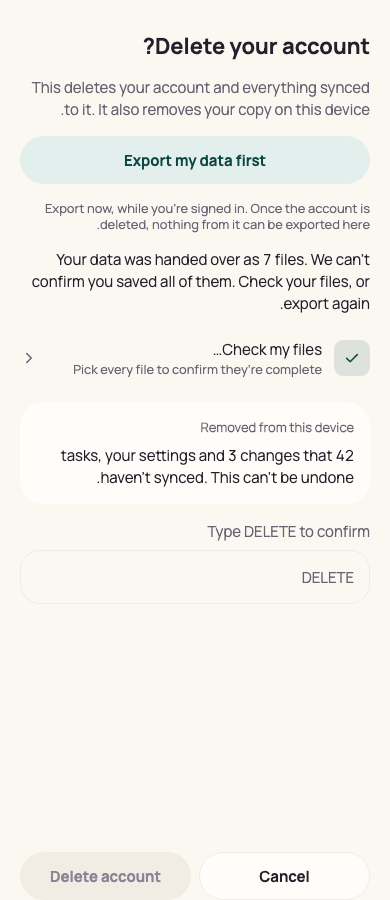 Delete your account?
This deletes your account and everything synced
to it. It also removes your copy on this device.
Export my data first
Export now, while you're signed in. Once the account is
deleted, nothing from it can be exported here.
Your data was handed over as 7 files. We can't
confirm you saved all of them. Check your files, or
export again.
Check my files…
Pick every file to confirm they're complete
Removed from this device
42 tasks, your settings and 3 changes that
haven't synced. This can't be undone.
Type DELETE to confirm
DELETE
Cancel
Delete account